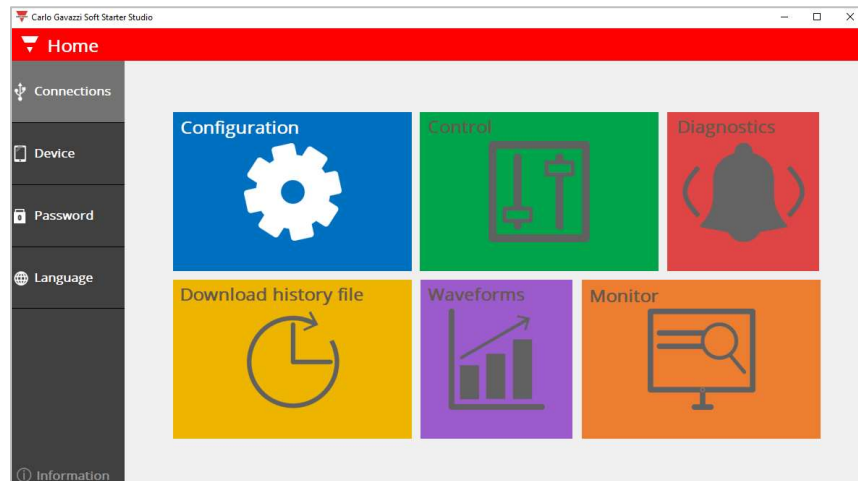 Carlo Gavazzi Soft Starter Studio
Home
Connections
Device
Password
Language
Information
Configuration
Control
Diagnostics
Download history file
Waveforms
Monitor